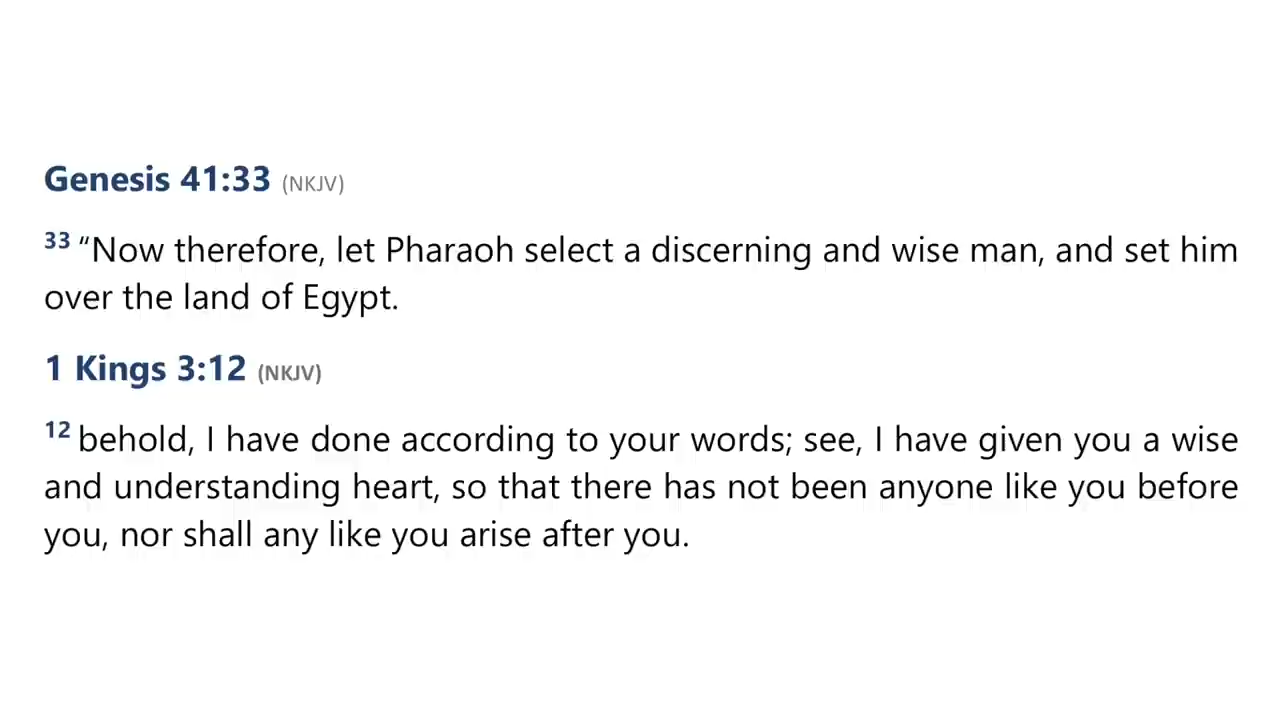 Genesis 41:33 (NKJV)
33 “Now therefore, let Pharaoh select a discerning and wise man, and set him
over the land of Egypt.
1 Kings 3:12 (NKJV)
12 behold, I have done according to your words; see, I have given you a wise
and understanding heart, so that there has not been anyone like you before
you, nor shall any like you arise after you.